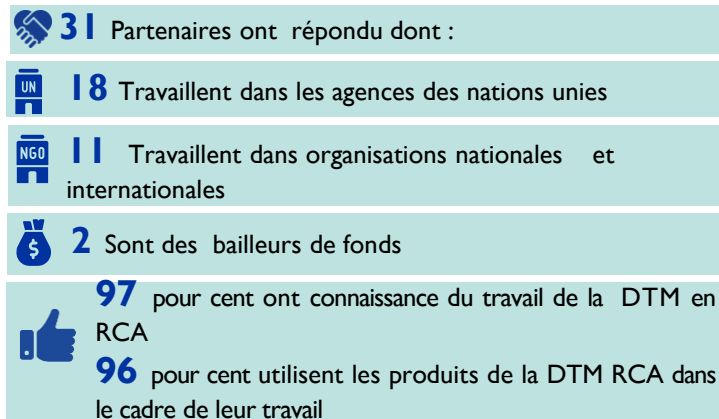 31 Partenaires ont répondu dont :
UN
18 Travaillent dans les agences des nations unies
NGO
11 Travaillent dans organisations nationales et
internationales
$
2 Sont des bailleurs de fonds
97 pour cent ont connaissance du travail de la DTM en
RCA
96 pour cent utilisent les produits de la DTM RCA dans
le cadre de leur travail